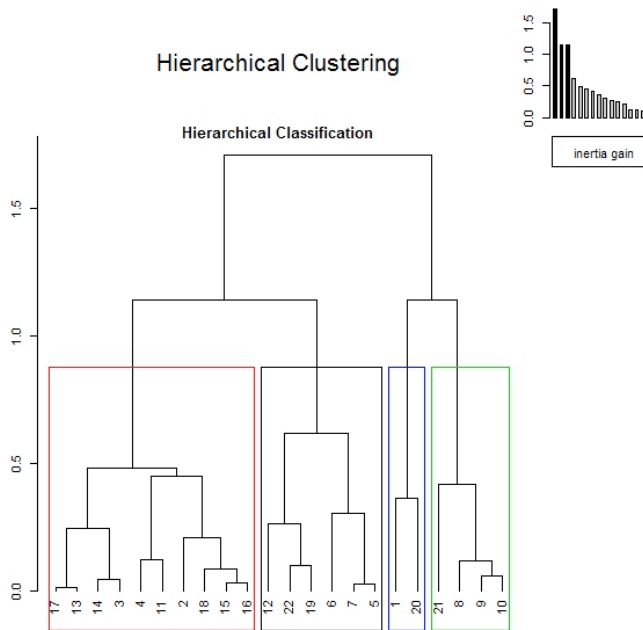 Hierarchical Clustering
0.0 0.5 1.0 1.5
inertia gain
Hierarchical Classification
0.0 0.5 1.0 1.5
17 13 14 3 4 11 2 18 15 16 12 22 19 6 7 5 1 20 21 8 9 10